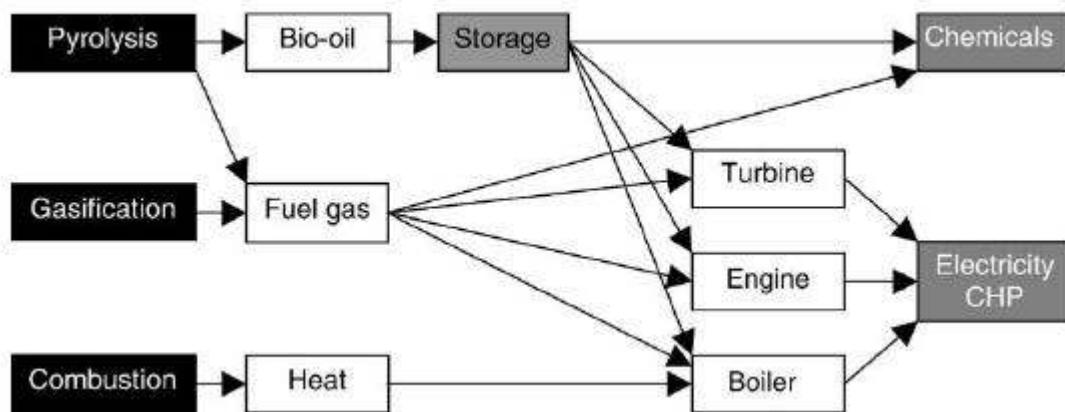 Pyrolysis
Bio-oil
Storage
Chemicals
Turbine
Gasification
Fuel gas
Engine
Electricity
CHP
Combustion
Heat
Boiler